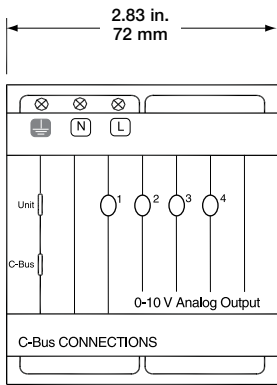 2.83 in.
72 mm
N L
Unit
1 2 3 4
C-Bus
0-10 V Analog Output
C-Bus CONNECTIONS